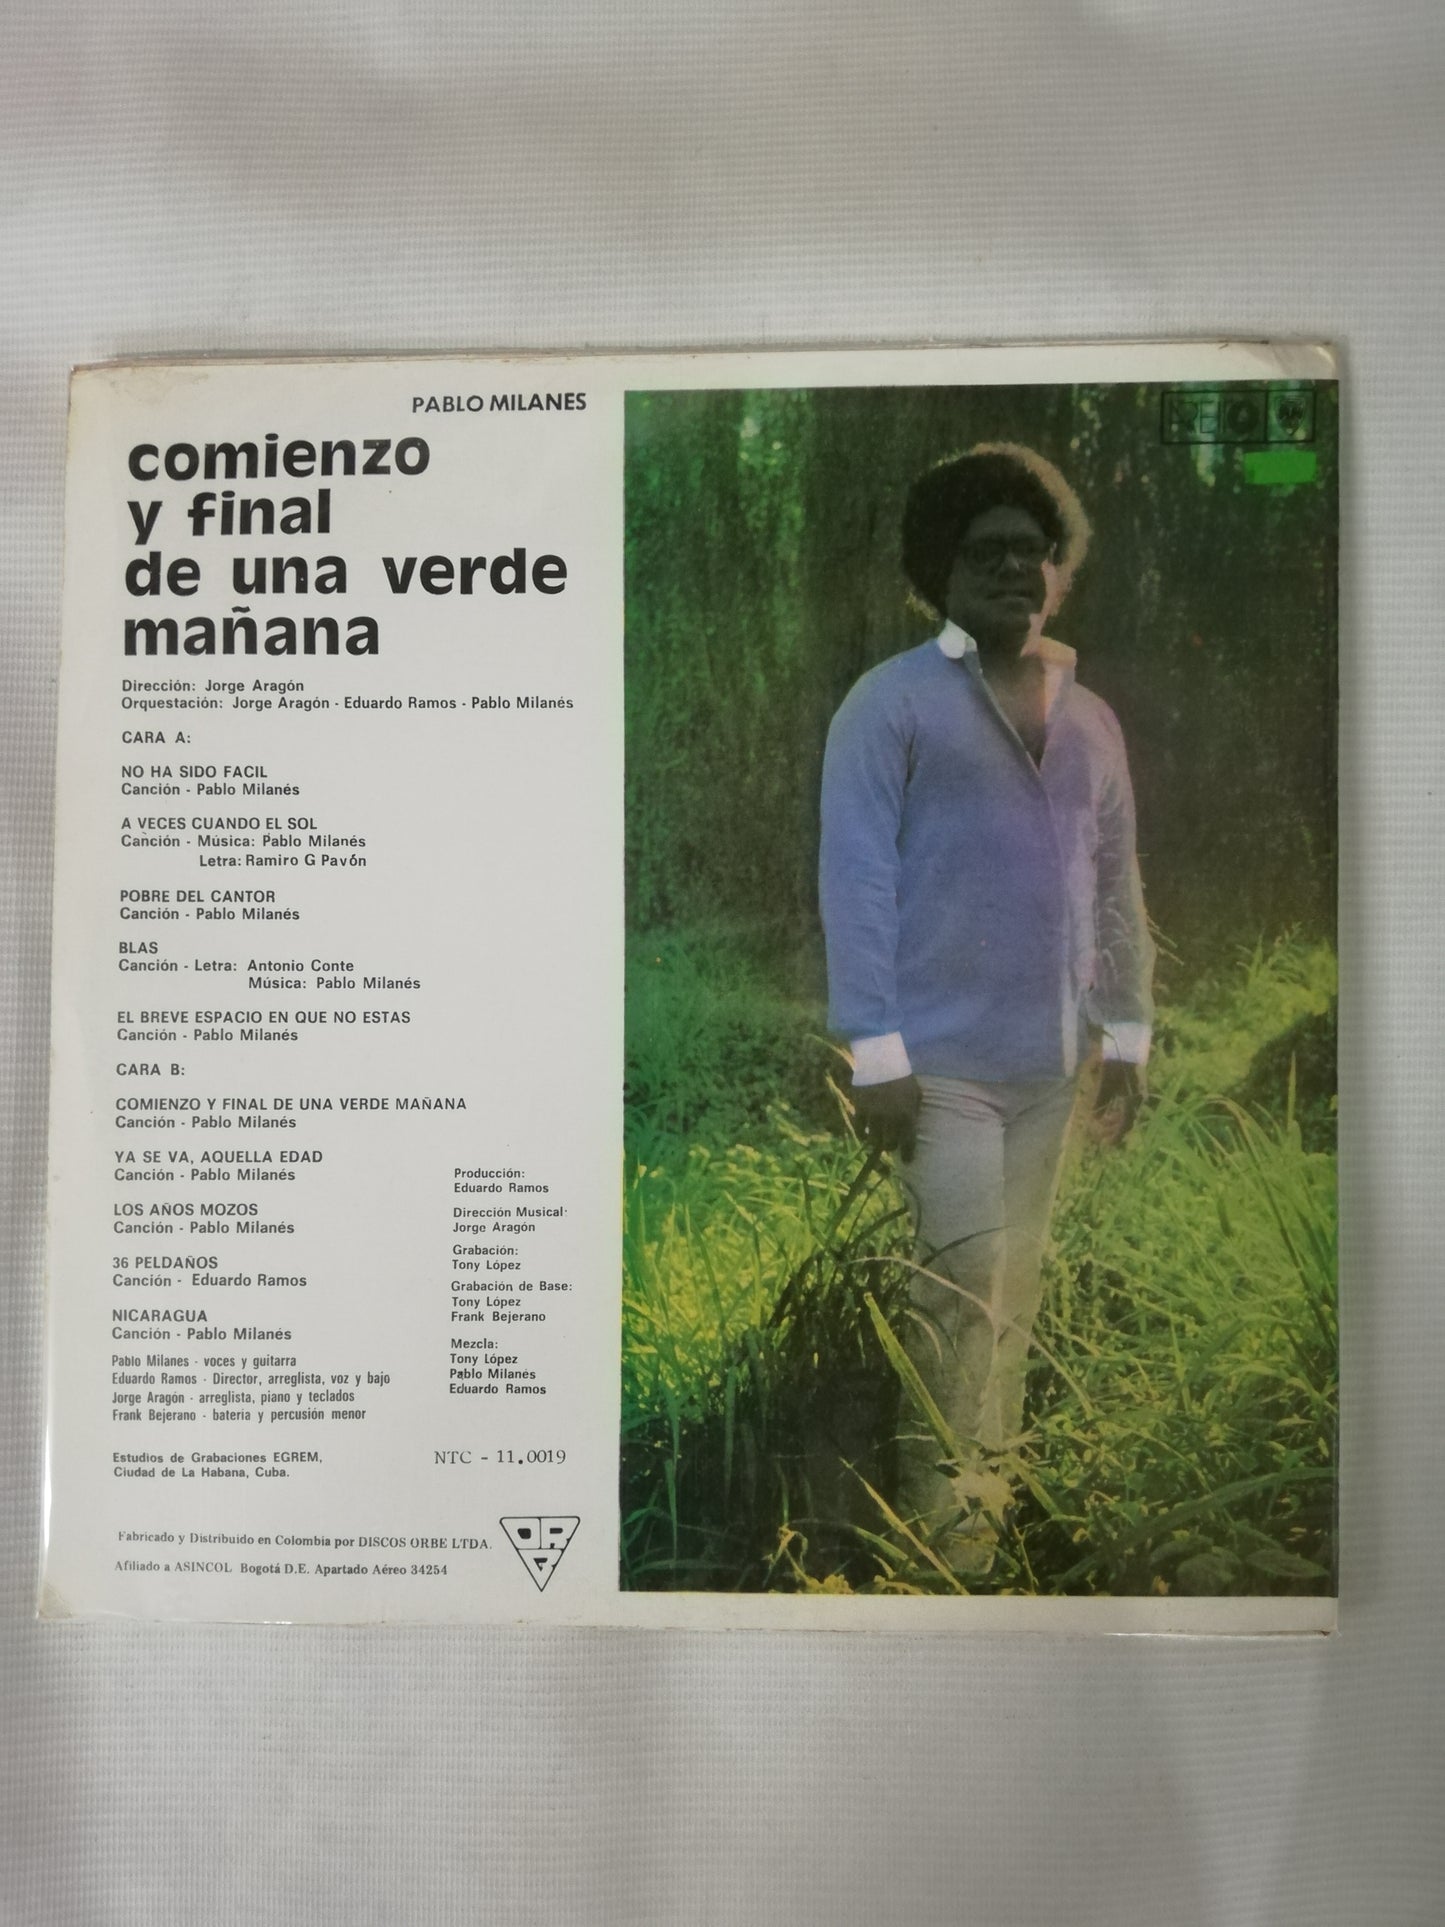 PABLO MILANES
comienzo
y final
de una verde
mañana
Dirección: Jorge Aragón
Orquestación: Jorge Aragón - Eduardo Ramos - Pablo Milanés
CARA A:
NO HA SIDO FACIL
Canción - Pablo Milanés
A VECES CUANDO EL SOL
Canción - Música: Pablo Milanés
Letra: Ramiro G Pavón
POBRE DEL CANTOR
Canción - Pablo Milanés
BLAS
Canción - Letra: Antonio Conte
Música: Pablo Milanés
EL BREVE ESPACIO EN QUE NO ESTAS
Canción - Pablo Milanés
CARA B:
COMIENZO Y FINAL DE UNA VERDE MAÑANA
Canción - Pablo Milanés
YA SE VA, AQUELLA EDAD
Canción - Pablo Milanés
LOS AÑOS MOZOS
Canción - Pablo Milanés
36 PELDAÑOS
Canción - Eduardo Ramos
NICARAGUA
Canción - Pablo Milanés
Pablo Milanes - voces y guitarra
Eduardo Ramos - Director, arreglista, voz y bajo
Jorge Aragón - arreglista, piano y teclados
Frank Bejerano - bateria y percusión menor
Producción:
Eduardo Ramos
Dirección Musical:
Jorge Aragón
Grabación:
Tony López
Grabación de Base:
Tony López
Frank Bejerano
Mezcla:
Tony López
Pablo Milanés
Eduardo Ramos
Estudios de Grabaciones EGREM,
Ciudad de La Habana, Cuba.
NTC - 11.0019
Fabricado y Distribuido en Colombia por DISCOS ORBE LTDA.
Afiliado a ASINCOL Bogotá D.E. Apartado Aéreo 34254